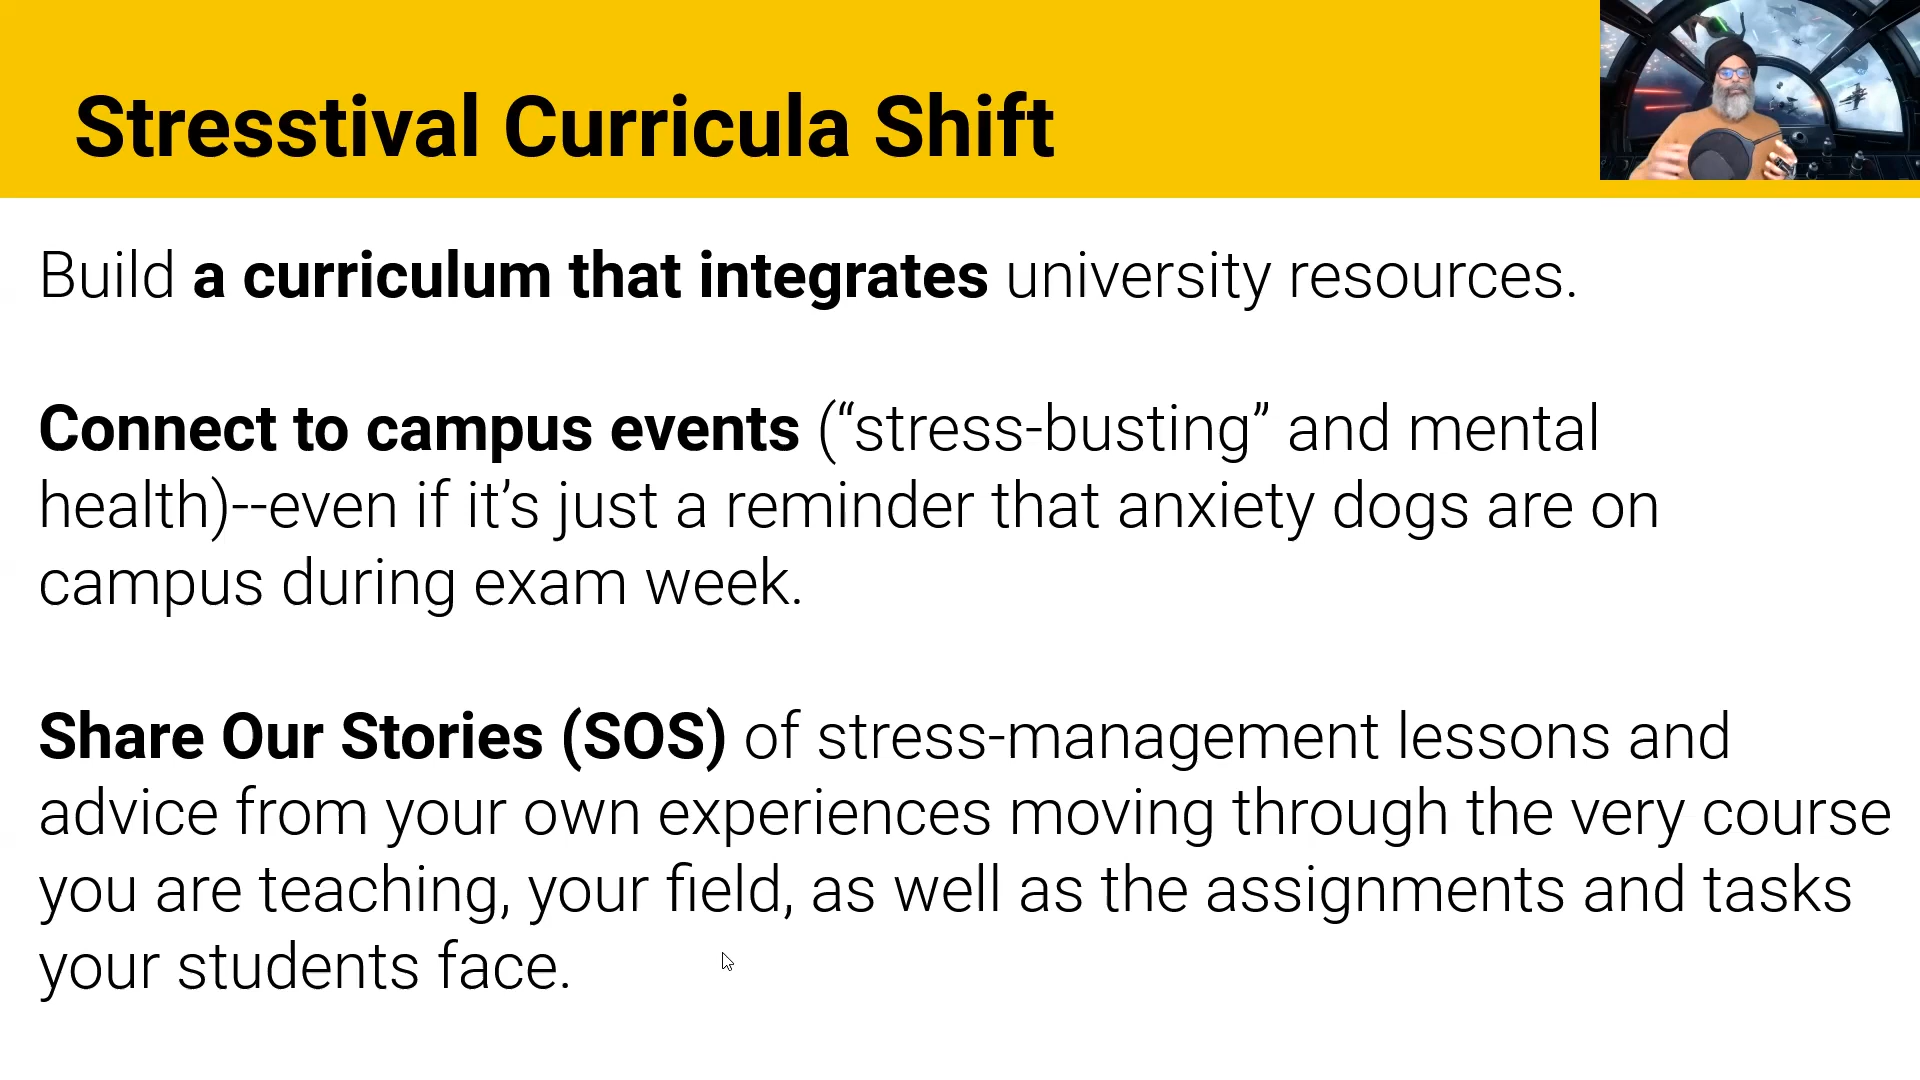 Stresstival Curricula Shift
Build a curriculum that integrates university resources.
Connect to campus events (“stress-busting” and mental
health)--even if it’s just a reminder that anxiety dogs are on
campus during exam week.
Share Our Stories (SOS) of stress-management lessons and
advice from your own experiences moving through the very course
you are teaching, your field, as well as the assignments and tasks
your students face.